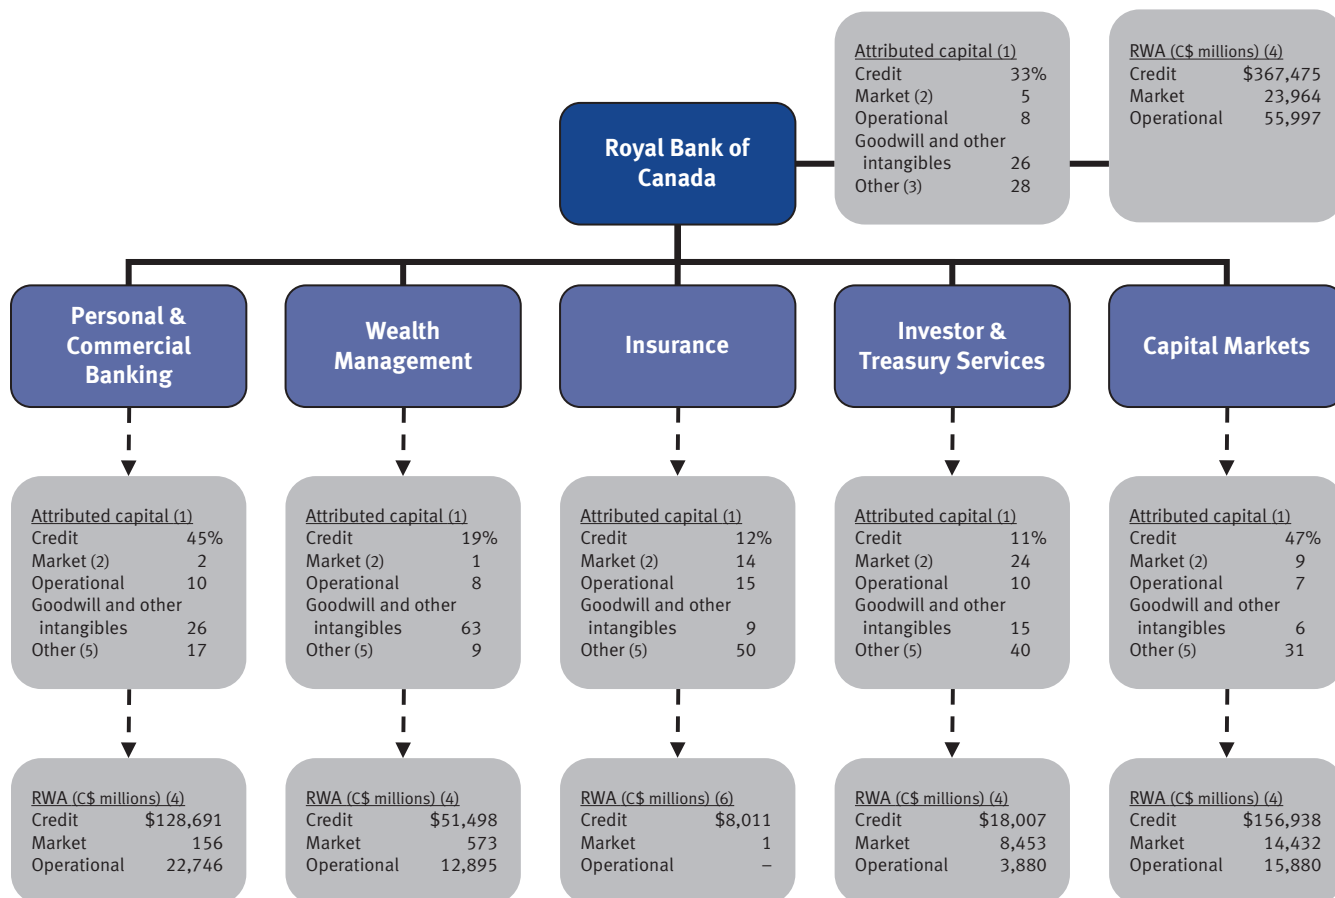 Attributed capital (1)
Credit 33%
Market (2) 5
Operational 8
Goodwill and other
intangibles 26
Other (3) 28
RWA (C$ millions) (4)
Credit $367,475
Market 23,964
Operational 55,997
Royal Bank of
Canada
Personal &
Commercial
Banking
Wealth
Management
Insurance
Investor &
Treasury Services
Capital Markets
Attributed capital (1)
Credit 45%
Market (2) 2
Operational 10
Goodwill and other
intangibles 26
Other (5) 17
Attributed capital (1)
Credit 19%
Market (2) 1
Operational 8
Goodwill and other
intangibles 63
Other (5) 9
Attributed capital (1)
Credit 12%
Market (2) 14
Operational 15
Goodwill and other
intangibles 9
Other (5) 50
Attributed capital (1)
Credit 11%
Market (2) 24
Operational 10
Goodwill and other
intangibles 15
Other (5) 40
Attributed capital (1)
Credit 47%
Market (2) 9
Operational 7
Goodwill and other
intangibles 6
Other (5) 31
RWA (C$ millions) (4)
Credit $128,691
Market 156
Operational 22,746
RWA (C$ millions) (4)
Credit $51,498
Market 573
Operational 12,895
RWA (C$ millions) (6)
Credit $8,011
Market 1
Operational –
RWA (C$ millions) (4)
Credit $18,007
Market 8,453
Operational 3,880
RWA (C$ millions) (4)
Credit $156,938
Market 14,432
Operational 15,880